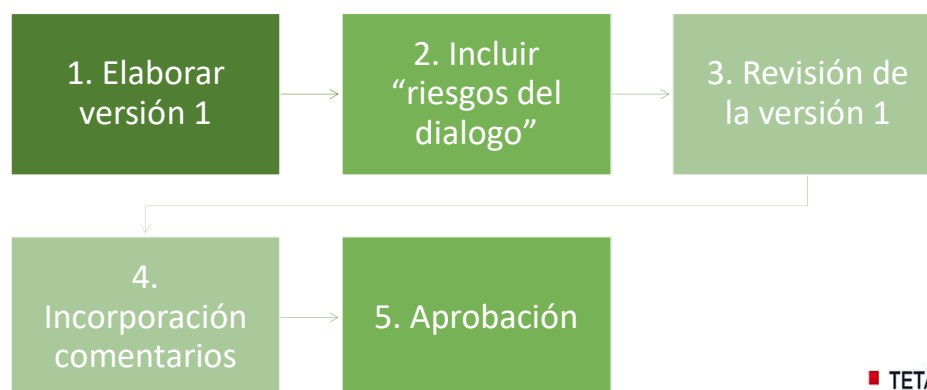 1. Elaborar
versión 1
2. Incluir
“riesgos del
dialogo”
3. Revisión de
la versión 1
4.
Incorporación
comentarios
5. Aprobación